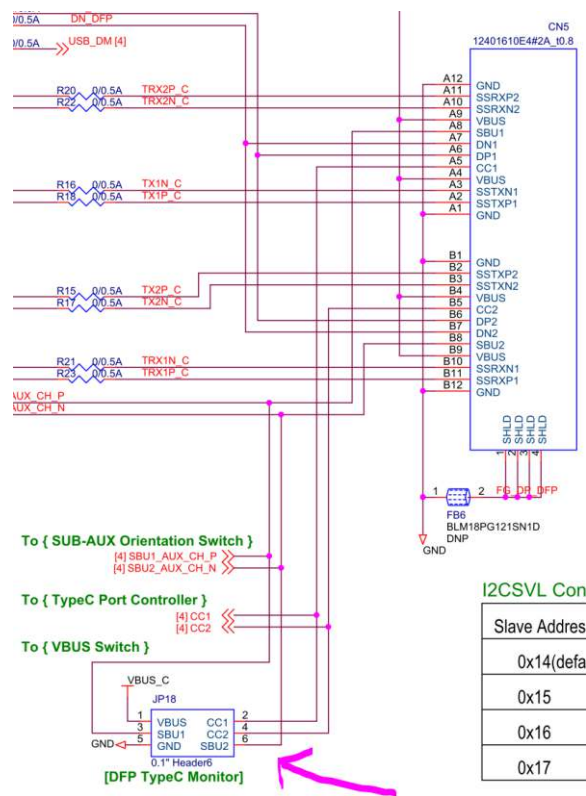 DN_DFP
0/0.5A
USB_DM [4]
0/0.5A
CN5
12401610E4#2A_t0.8
R20 0/0.5A TRX2P_C
R22 0/0.5A TRX2N_C
A12 GND
A11 SSRXP2
A10 SSRXN2
A9 VBUS
A8 SBU1
A7 DN1
A6 DP1
A5 CC1
A4 VBUS
R16 0/0.5A TX1N_C
A3 SSTXN1
R18 0/0.5A TX1P_C
A2 SSTXP1
A1 GND
B1 GND
B2 SSTXP2
B3 SSTXN2
R15 0/0.5A TX2P_C
B4 VBUS
R17 0/0.5A TX2N_C
B5 CC2
B6 DP2
B7 DN2
B8 SBU2
B9 VBUS
R21 0/0.5A TRX1N_C
B10 SSRXN1
R23 0/0.5A TRX1P_C
B11 SSRXP1
B12 GND
AUX_CH_P
AUX_CH_N
SHLD SHLD SHLD SHLD
1 2 3 4
1 2 FG_DP_DFP
FB6
BLM18PG121SN1D
DNP
GND
To { SUB-AUX Orientation Switch }
[4] SBU1_AUX_CH_P
[4] SBU2_AUX_CH_N
To { TypeC Port Controller }
[4] CC1
[4] CC2
To { VBUS Switch }
VBUS_C
JP18
1 VBUS CC1 2
3 SBU1 CC2 4
GND 5 GND SBU2 6
0.1" Header6
[DFP TypeC Monitor]
I2CSVL Con
Slave Addres
0x14(defa
0x15
0x16
0x17